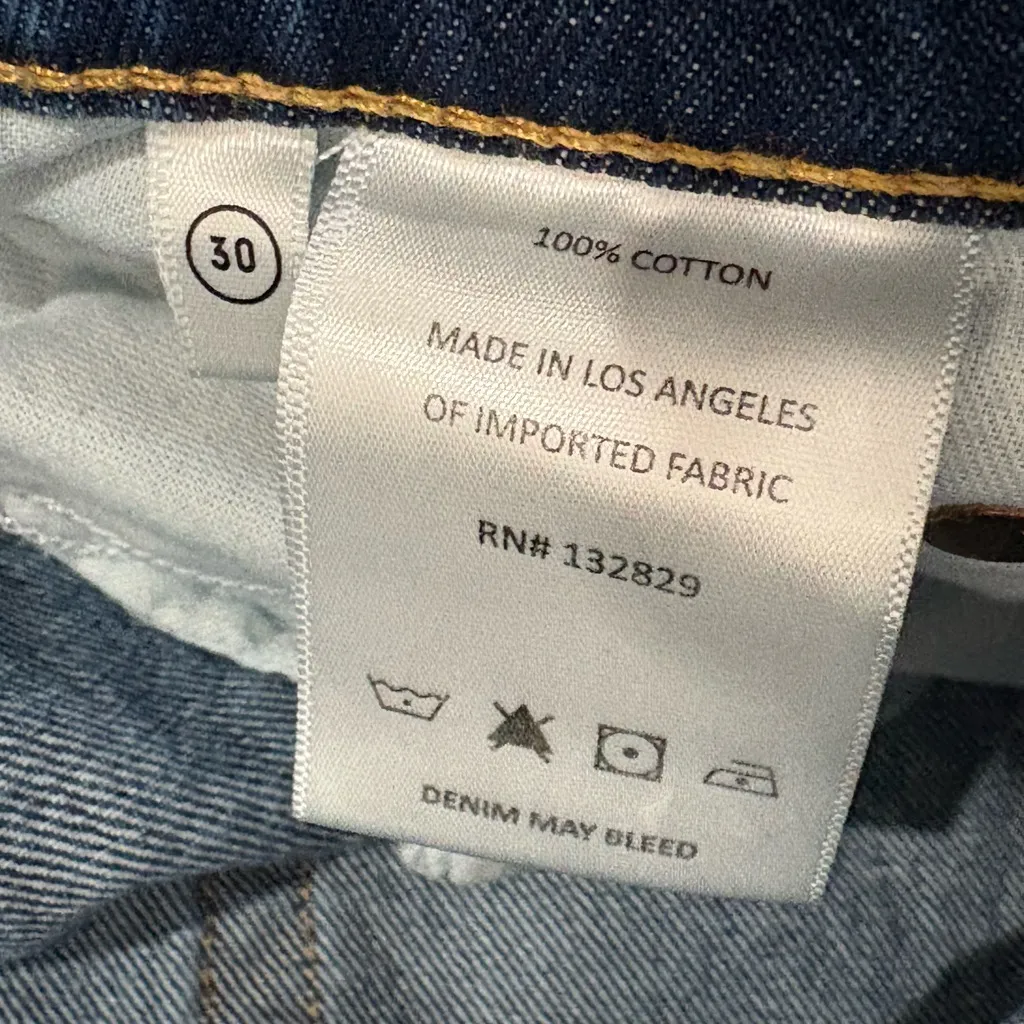 30
100% COTTON
MADE IN LOS ANGELES
OF IMPORTED FABRIC
RN# 132829
DENIM MAY BLEED